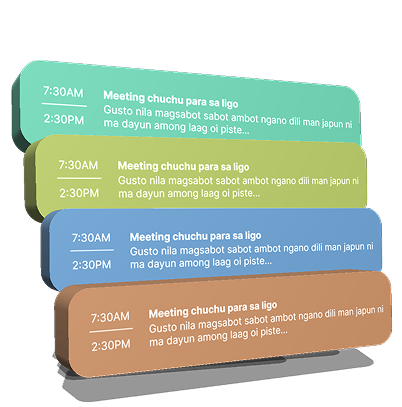 7:30AM
2:30PM
Meeting chuchu para sa ligo
Gusto nila magsabot sabot ambot ngano dili man japun ni
ma dayun among laag oi piste...
7:30AM
2:30PM
Meeting chuchu para sa ligo
Gusto nila magsabot sabot ambot ngano dili man japun ni
ma dayun among laag oi piste...
7:30AM
2:30PM
Meeting chuchu para sa ligo
Gusto nila magsabot sabot ambot ngano dili man japun ni
ma dayun among laag oi piste...
7:30AM
2:30PM
Meeting chuchu para sa ligo
Gusto nila magsabot sabot ambot ngano dili man japun ni
ma dayun among laag oi piste...